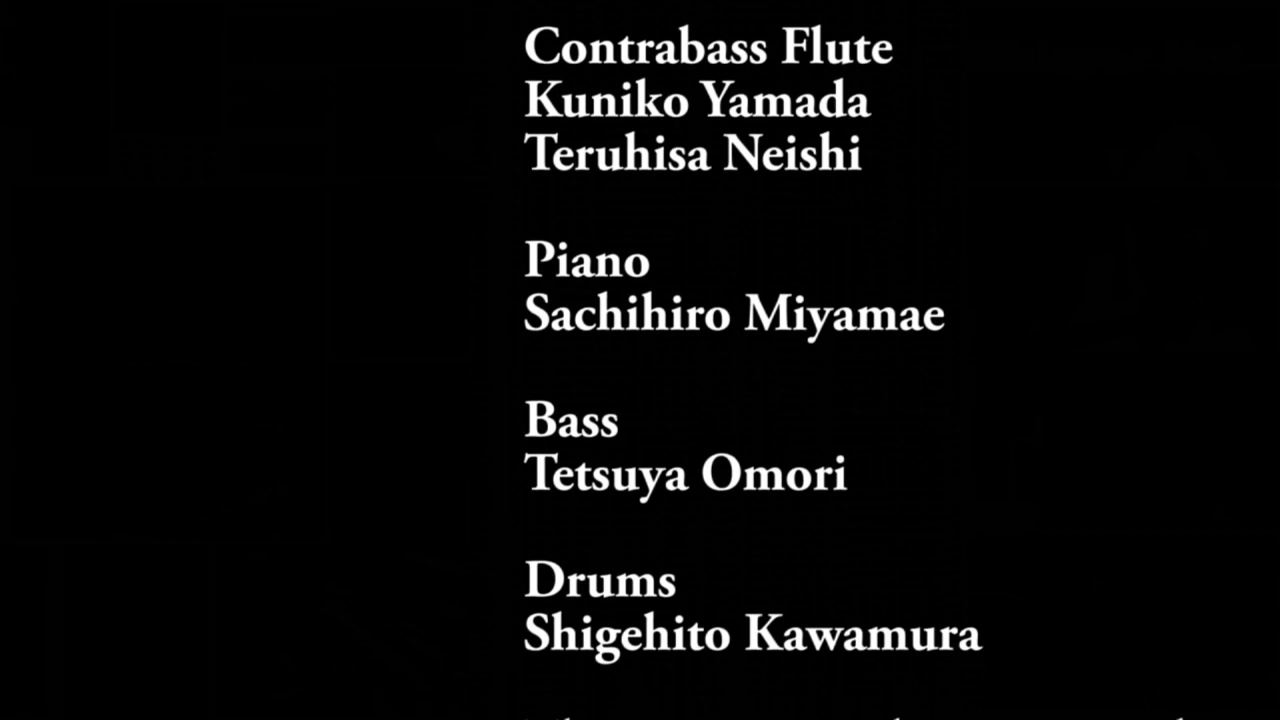 Contrabass Flute
Kuniko Yamada
Teruhisa Neishi
Piano
Sachihiro Miyamae
Bass
Tetsuya Omori
Drums
Shigehito Kawamura